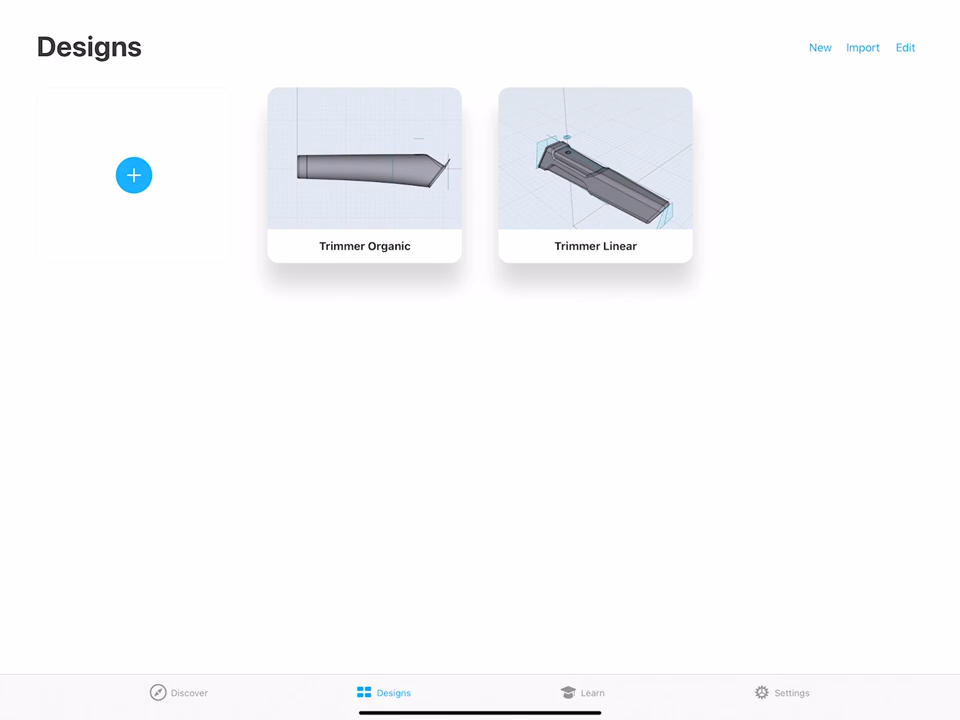 Designs
New Import Edit
Trimmer Organic
Trimmer Linear
Discover
Designs
Learn
Settings